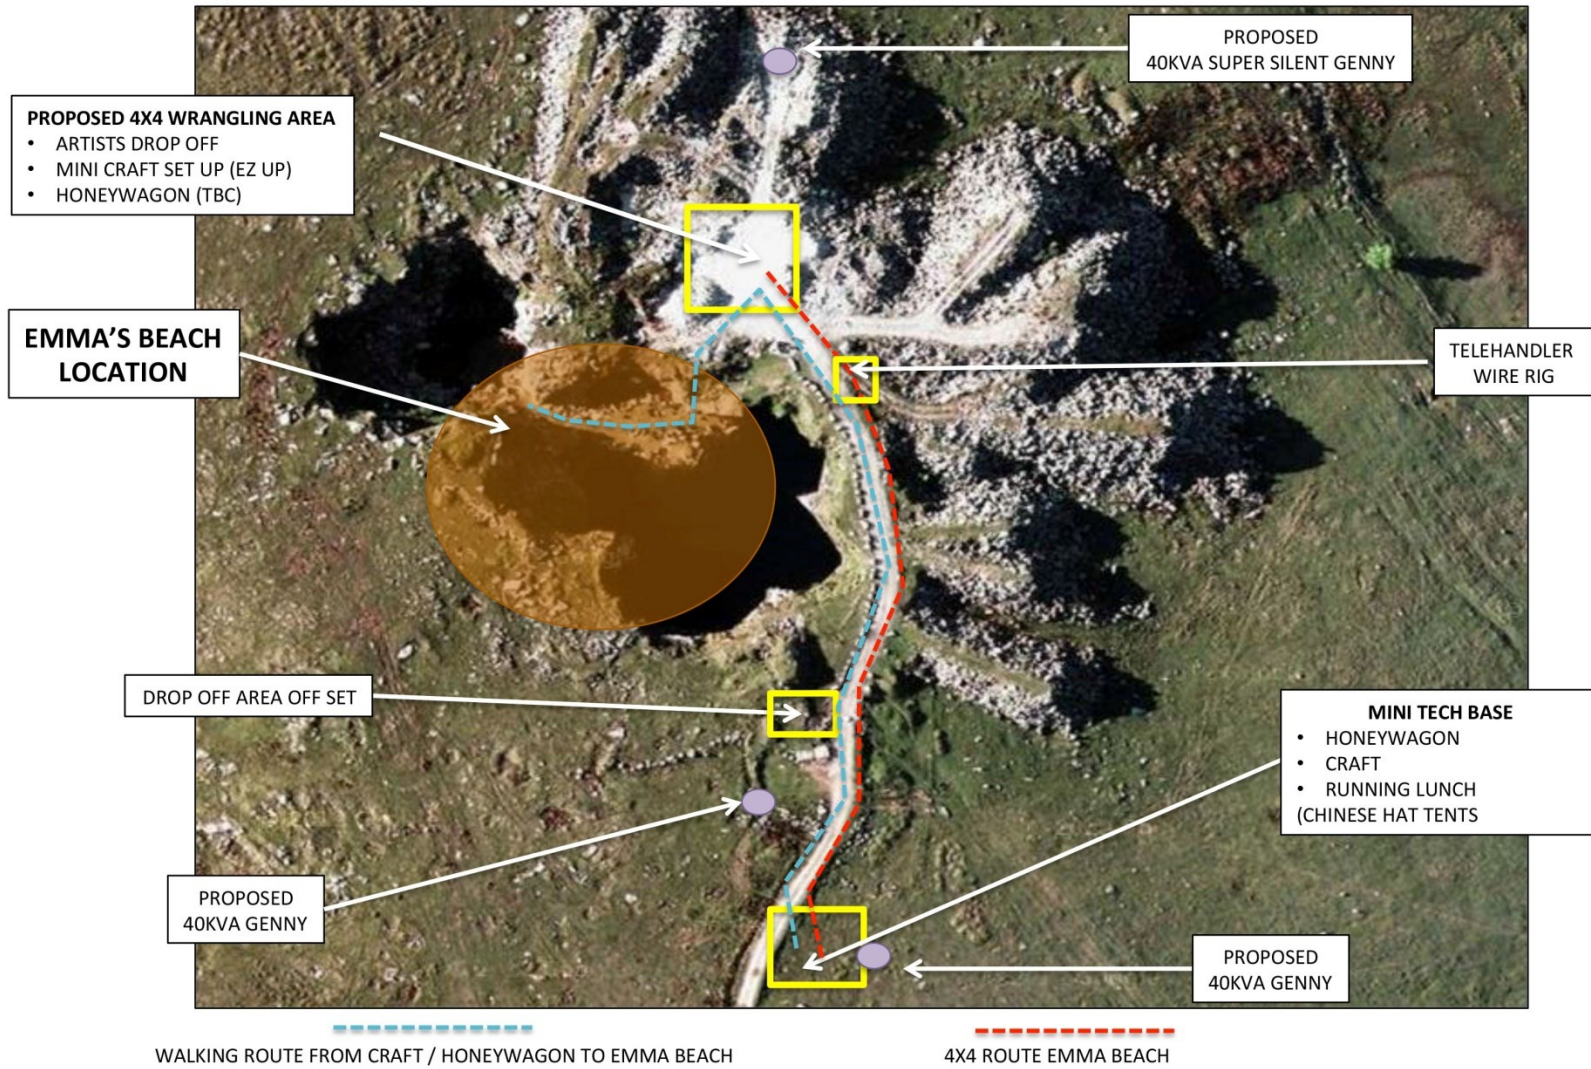 PROPOSED
40KVA SUPER SILENT GENNY
PROPOSED 4X4 WRANGLING AREA
• ARTISTS DROP OFF
• MINI CRAFT SET UP (EZ UP)
• HONEYWAGON (TBC)
EMMA'S BEACH
LOCATION
TELEHANDLER
WIRE RIG
DROP OFF AREA OFF SET
MINI TECH BASE
• HONEYWAGON
• CRAFT
• RUNNING LUNCH
(CHINESE HAT TENTS
PROPOSED
40KVA GENNY
PROPOSED
40KVA GENNY
WALKING ROUTE FROM CRAFT / HONEYWAGON TO EMMA BEACH
4X4 ROUTE EMMA BEACH